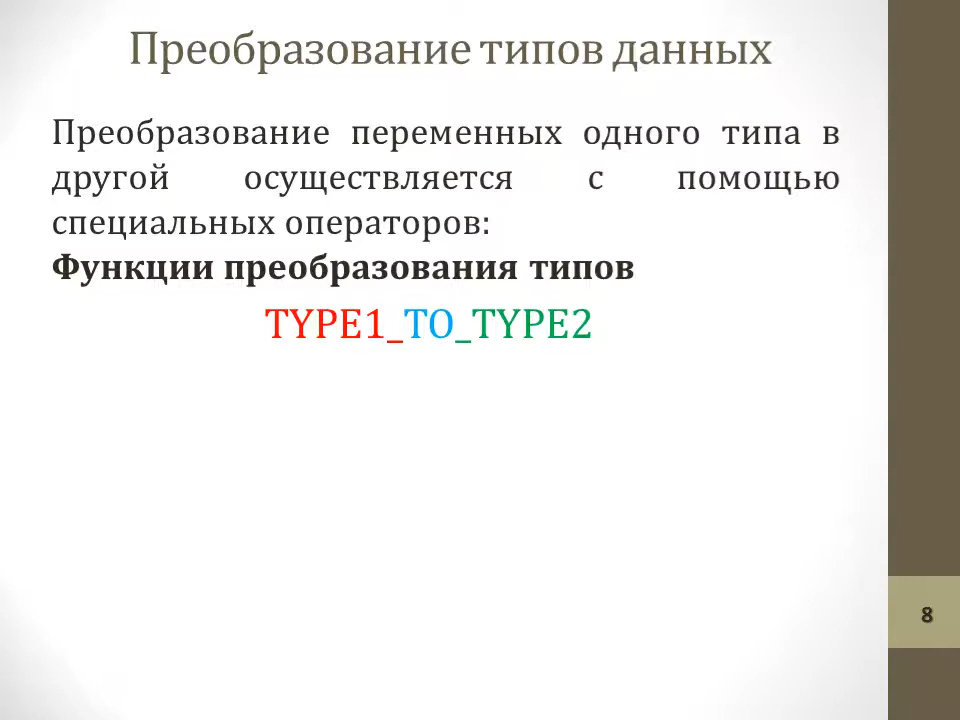 Преобразование типов данных
Преобразование переменных одного типа в
другой осуществляется с помощью
специальных операторов:
Функции преобразования типов
TYPE1_TO_TYPE2
8